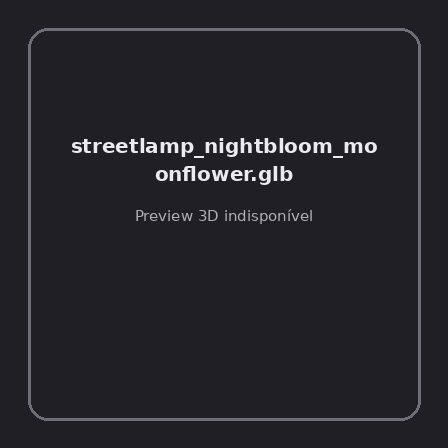 streetlamp_nightbloom_mo
onflower.glb
Preview 3D indisponível